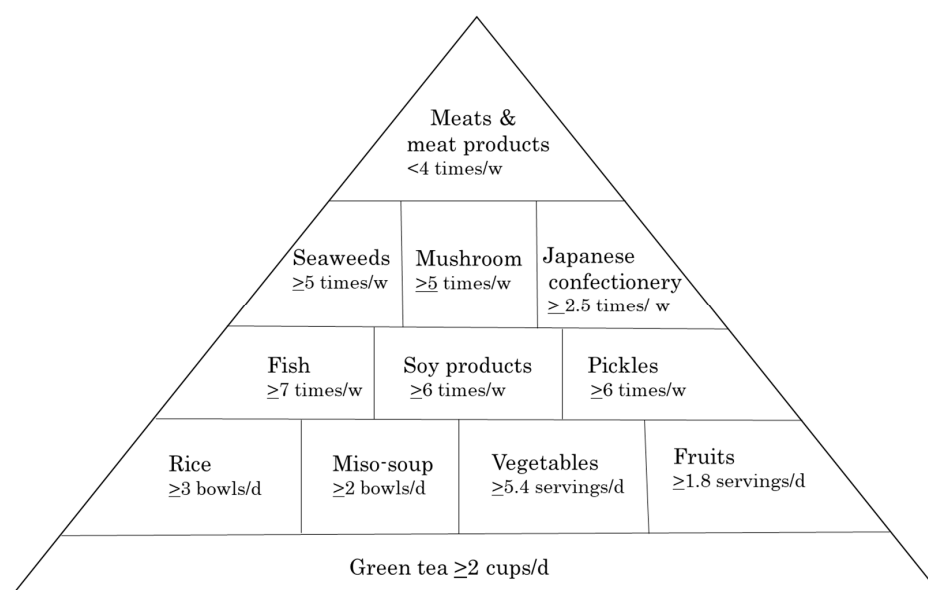 Meats &
meat products
<4 times/w
Seaweeds
≥5 times/w
Mushroom
≥5 times/w
Japanese
confectionery
≥ 2.5 times/ w
Fish
≥7 times/w
Soy products
≥6 times/w
Pickles
≥6 times/w
Rice
≥3 bowls/d
Miso-soup
≥2 bowls/d
Vegetables
≥5.4 servings/d
Fruits
≥1.8 servings/d
Green tea ≥2 cups/d